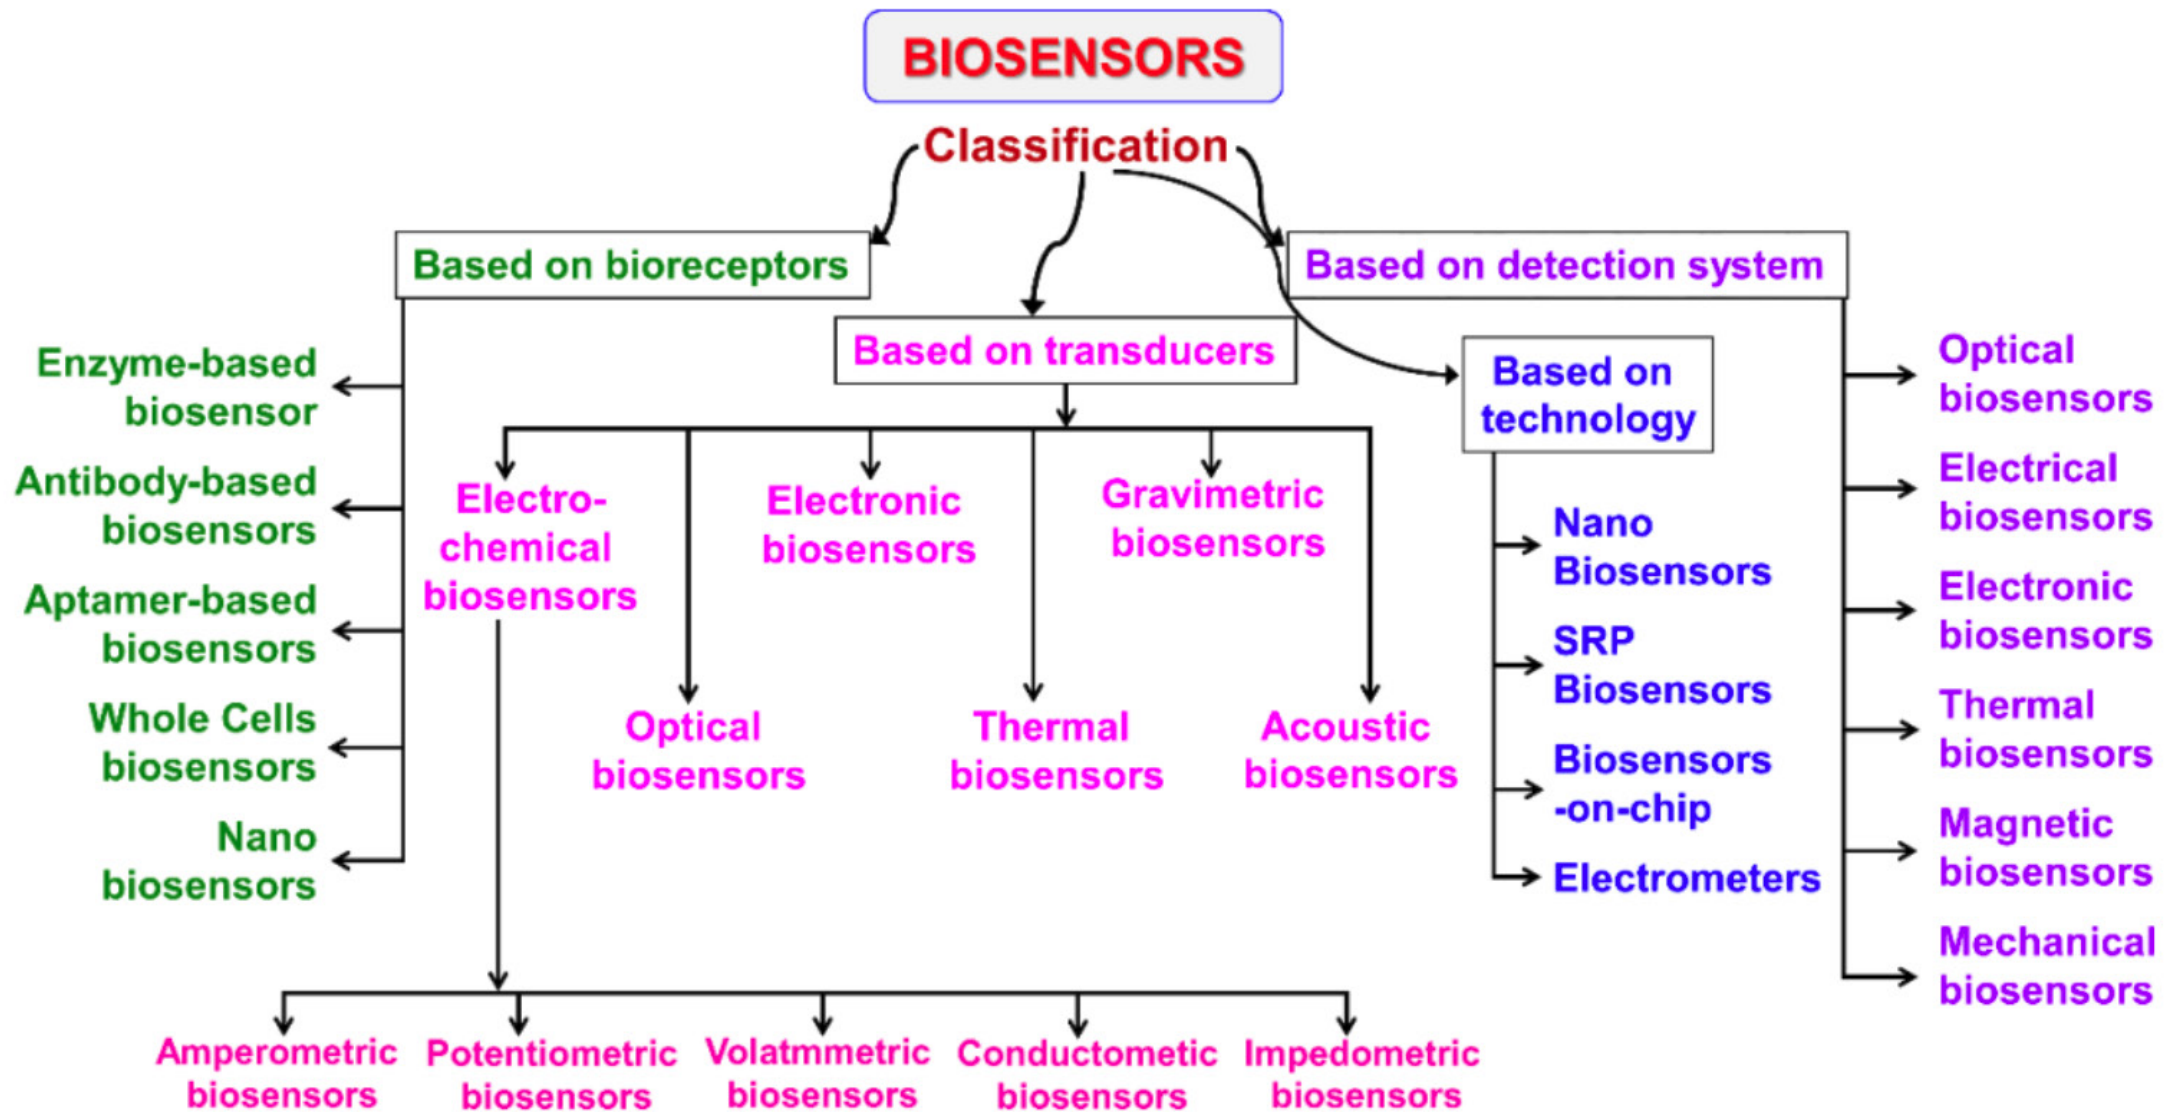 BIOSENSORS
Classification
Based on bioreceptors
Enzyme-based
biosensor
Antibody-based
biosensors
Aptamer-based
biosensors
Whole Cells
biosensors
Nano
biosensors
Based on transducers
Electro-
chemical
biosensors
Optical
biosensors
Electronic
biosensors
Thermal
biosensors
Gravimetric
biosensors
Acoustic
biosensors
Amperometric
biosensors
Potentiometric
biosensors
Volatmmetric
biosensors
Conductometic
biosensors
Impedometric
biosensors
Based on
technology
Nano
Biosensors
SRP
Biosensors
Biosensors
-on-chip
Electrometers
Based on detection system
Optical
biosensors
Electrical
biosensors
Electronic
biosensors
Thermal
biosensors
Magnetic
biosensors
Mechanical
biosensors